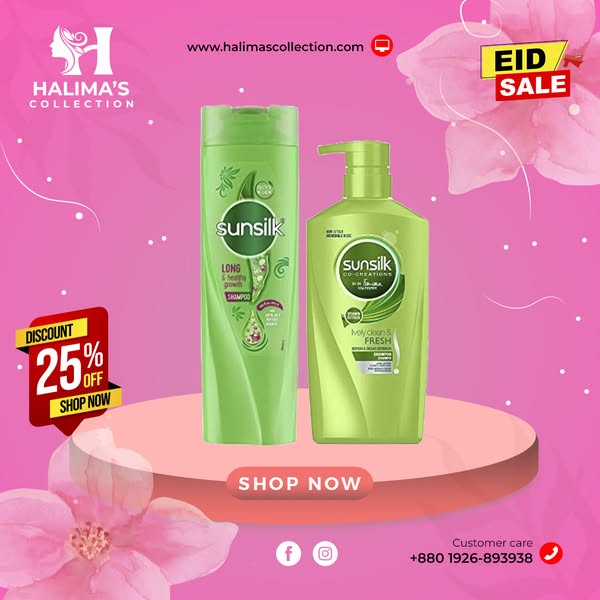 www.halimascollection.com
HALIMA'S
COLLECTION
EID
SALE
sunsilk
LONG
& healthy
growth
SHAMPOO
sunsilk
CO-CREATIONS
lively clean &
FRESH
SHAMPOO
DISCOUNT
25%
OFF
SHOP NOW
SHOP NOW
Customer care
+880 1926-893938